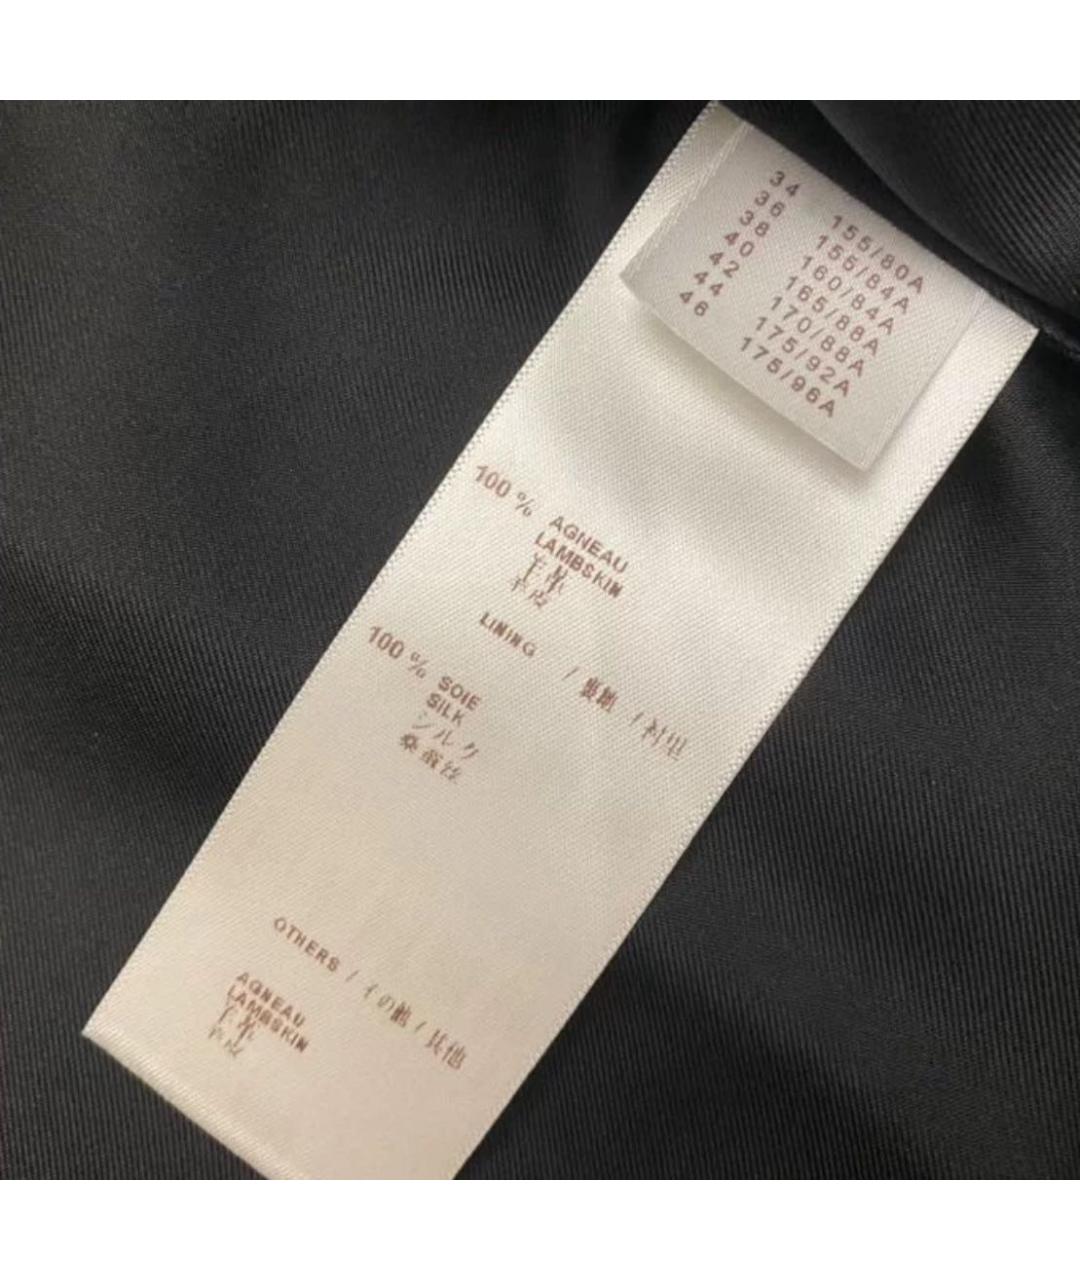 34 155/80A
36 155/84A
38 160/84A
40 165/88A
42 170/88A
44 175/92A
46 175/96A
100 % AGNEAU
LAMBSKIN
羊革
羊皮
LINING / 裏地 / 衬里
100 % SOIE
SILK
シルク
桑蚕丝
OTHERS / その他 / 其他
AGNEAU
LAMBSKIN
羊革
羊皮